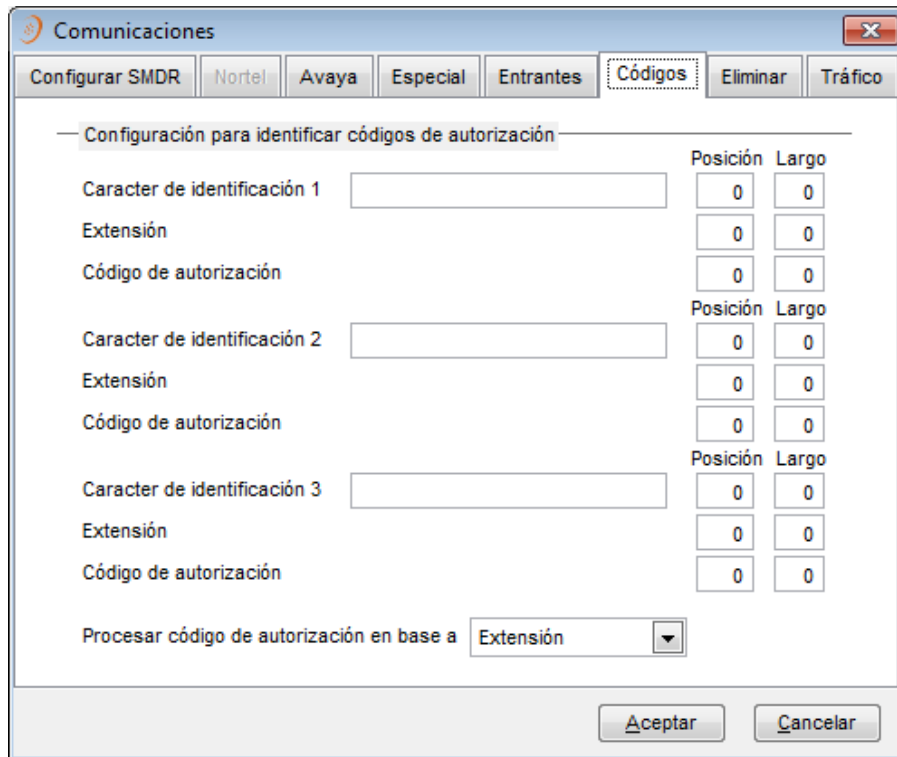 Comunicaciones
Configurar SMDR Nortel Avaya Especial Entrantes Códigos Eliminar Tráfico
Configuración para identificar códigos de autorización
Posición Largo
Caracter de identificación 1 0 0
Extensión 0 0
Código de autorización 0 0
Posición Largo
Caracter de identificación 2 0 0
Extensión 0 0
Código de autorización 0 0
Posición Largo
Caracter de identificación 3 0 0
Extensión 0 0
Código de autorización 0 0
Procesar código de autorización en base a Extensión
Aceptar Cancelar